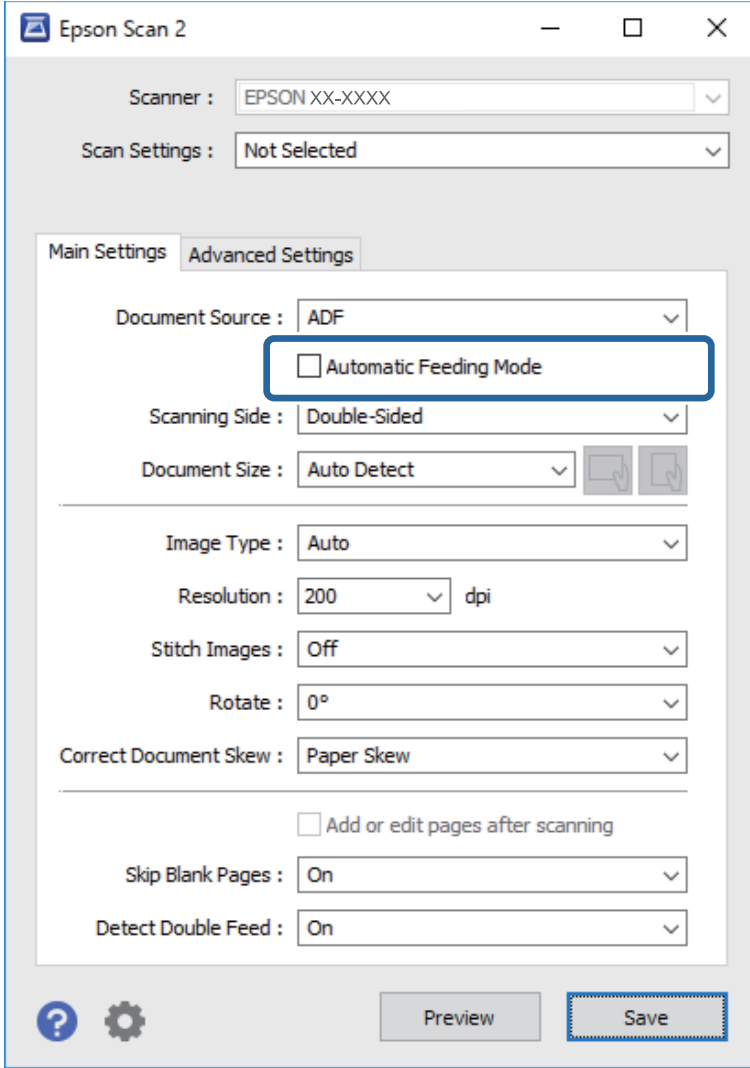 Epson Scan 2
Scanner : EPSON XX-XXXX
Scan Settings : Not Selected
Main Settings Advanced Settings
Document Source : ADF
Automatic Feeding Mode
Scanning Side : Double-Sided
Document Size : Auto Detect
Image Type : Auto
Resolution : 200 dpi
Stitch Images : Off
Rotate : 0°
Correct Document Skew : Paper Skew
Add or edit pages after scanning
Skip Blank Pages : On
Detect Double Feed : On
? Preview Save